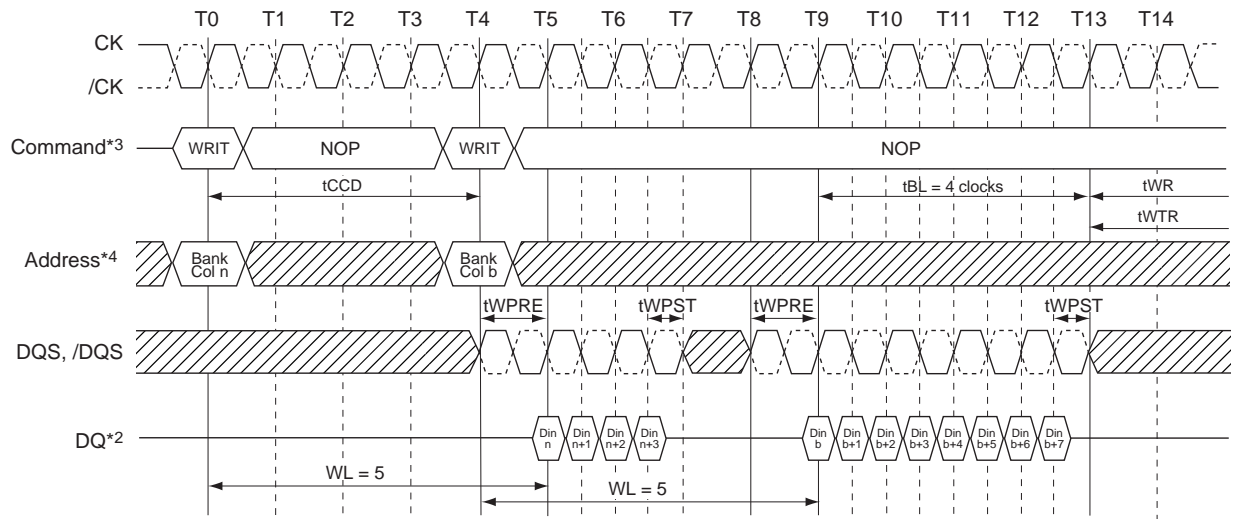 T0 T1 T2 T3 T4 T5 T6 T7 T8 T9 T10 T11 T12 T13 T14
CK
/CK
Command*3 WRIT NOP WRIT NOP
tCCD tBL = 4 clocks tWR
tWTR
Address*4 Bank Col n Bank Col b
tWPRE tWPST tWPRE tWPST
DQS, /DQS
DQ*2 Din n Din n+1 Din n+2 Din n+3 Din b Din b+1 Din b+2 Din b+3 Din b+4 Din b+5 Din b+6 Din b+7
WL = 5
WL = 5